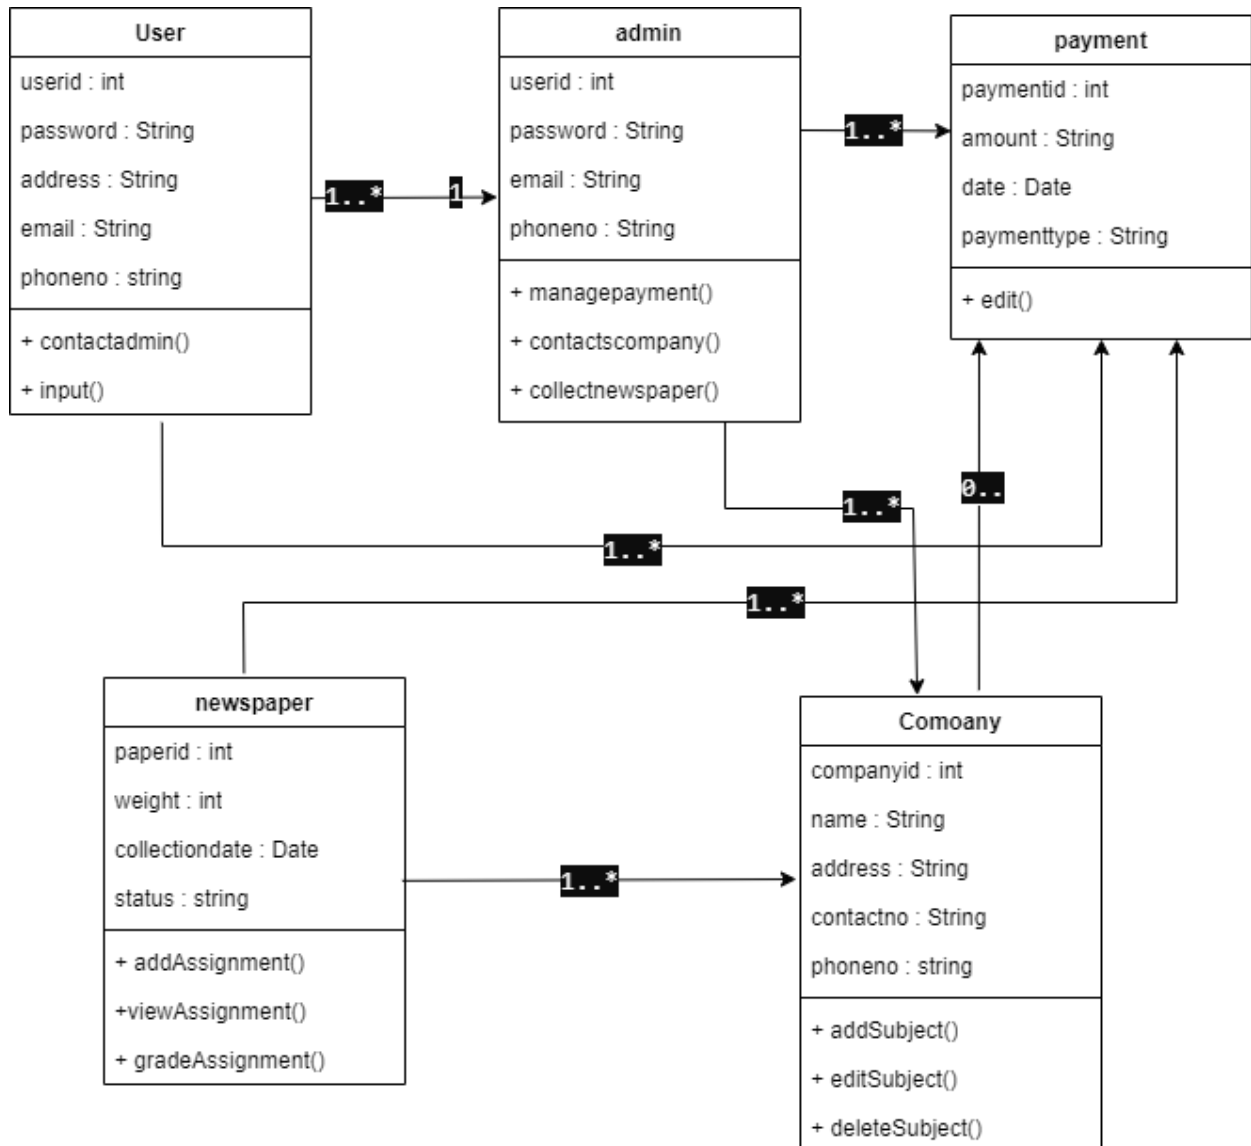 User
userid : int
password : String
address : String
email : String
phoneno : string
+ contactadmin()
+ input()
1..*
1
admin
userid : int
password : String
email : String
phoneno : String
+ managepayment()
+ contactscompany()
+ collectnewspaper()
1..*
payment
paymentid : int
amount : String
date : Date
paymenttype : String
+ edit()
0..
1..*
1..*
1..*
newspaper
paperid : int
weight : int
collectiondate : Date
status : string
+ addAssignment()
+viewAssignment()
+ gradeAssignment()
1..*
Comoany
companyid : int
name : String
address : String
contactno : String
phoneno : string
+ addSubject()
+ editSubject()
+ deleteSubject()